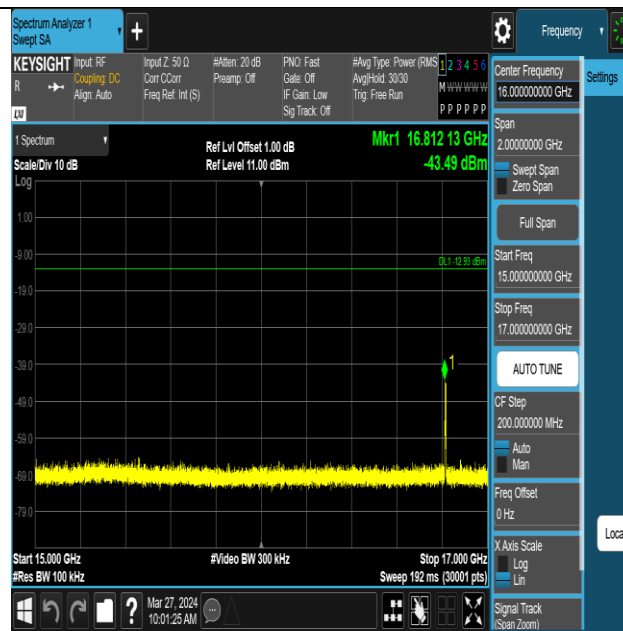 Spectrum Analyzer 1
Swept SA
+
Frequency
KEYSIGHT
R
LXI
Input: RF
Coupling: DC
Align: Auto
Input Z: 50 Ω
Corr CCorr
Freq Ref: Int (S)
#Atten: 20 dB
Preamp: Off
PNO: Fast
Gate: Off
IF Gain: Low
Sig Track: Off
#Avg Type: Power (RMS
Avg|Hold: 30/30
Trig: Free Run
1 2 3 4 5 6
M W W W W W
P P P P P P
Center Frequency
16.000000000 GHz
Settings
Span
2.00000000 GHz
Swept Span
Zero Span
Full Span
Start Freq
15.000000000 GHz
Stop Freq
17.000000000 GHz
AUTO TUNE
CF Step
200.000000 MHz
Auto
Man
Freq Offset
0 Hz
X Axis Scale
Log
Lin
Signal Track
(Span Zoom)
Loca
1 Spectrum
Scale/Div 10 dB
Log
Ref Lvl Offset 1.00 dB
Ref Level 11.00 dBm
Mkr1 16.812 13 GHz
-43.49 dBm
1.00
-9.00
DL1 -12.93 dBm
-19.0
-29.0
-39.0
1
-49.0
-59.0
-69.0
-79.0
Start 15.000 GHz
#Video BW 300 kHz
Stop 17.000 GHz
#Res BW 100 kHz
Sweep 192 ms (30001 pts)
?
Mar 27, 2024
10:01:25 AM